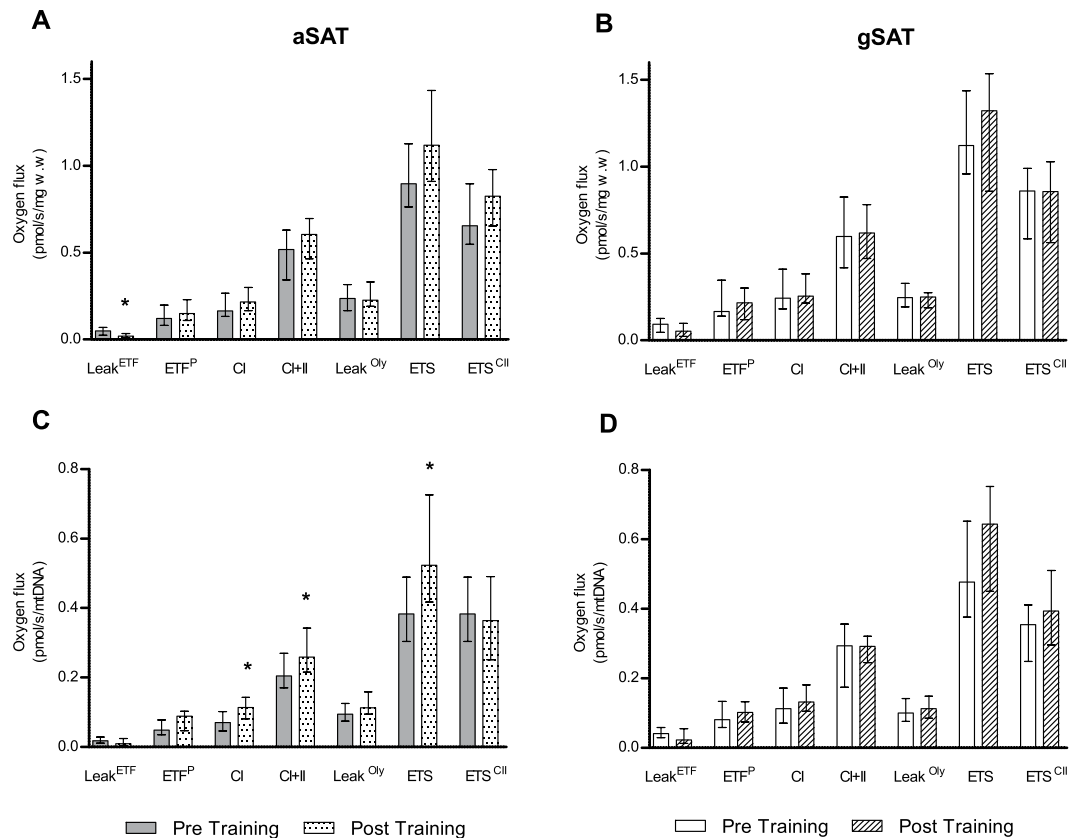 A
aSAT
Oxygen flux
(pmol/s/mg w .w)
1.5
1.0
0.5
0.0
*
Leak^ETF ETF^P CI CI+II Leak ^Oly ETS ETS ^CII
B
gSAT
Oxygen flux
(pmol/s/mg w .w)
1.5
1.0
0.5
0.0
Leak^ETF ETF^P CI CI+II Leak ^Oly ETS ETS ^CII
C
Oxygen flux
(pmol/s/mtDNA)
0.8
0.6
0.4
0.2
0.0
* * *
Leak^ETF ETF^P CI CI+II Leak ^Oly ETS ETS ^CII
Pre Training Post Training
D
Oxygen flux
(pmol/s/mtDNA)
0.8
0.6
0.4
0.2
0.0
Leak^ETF ETF^P CI CI+II Leak ^Oly ETS ETS ^CII
Pre Training Post Training